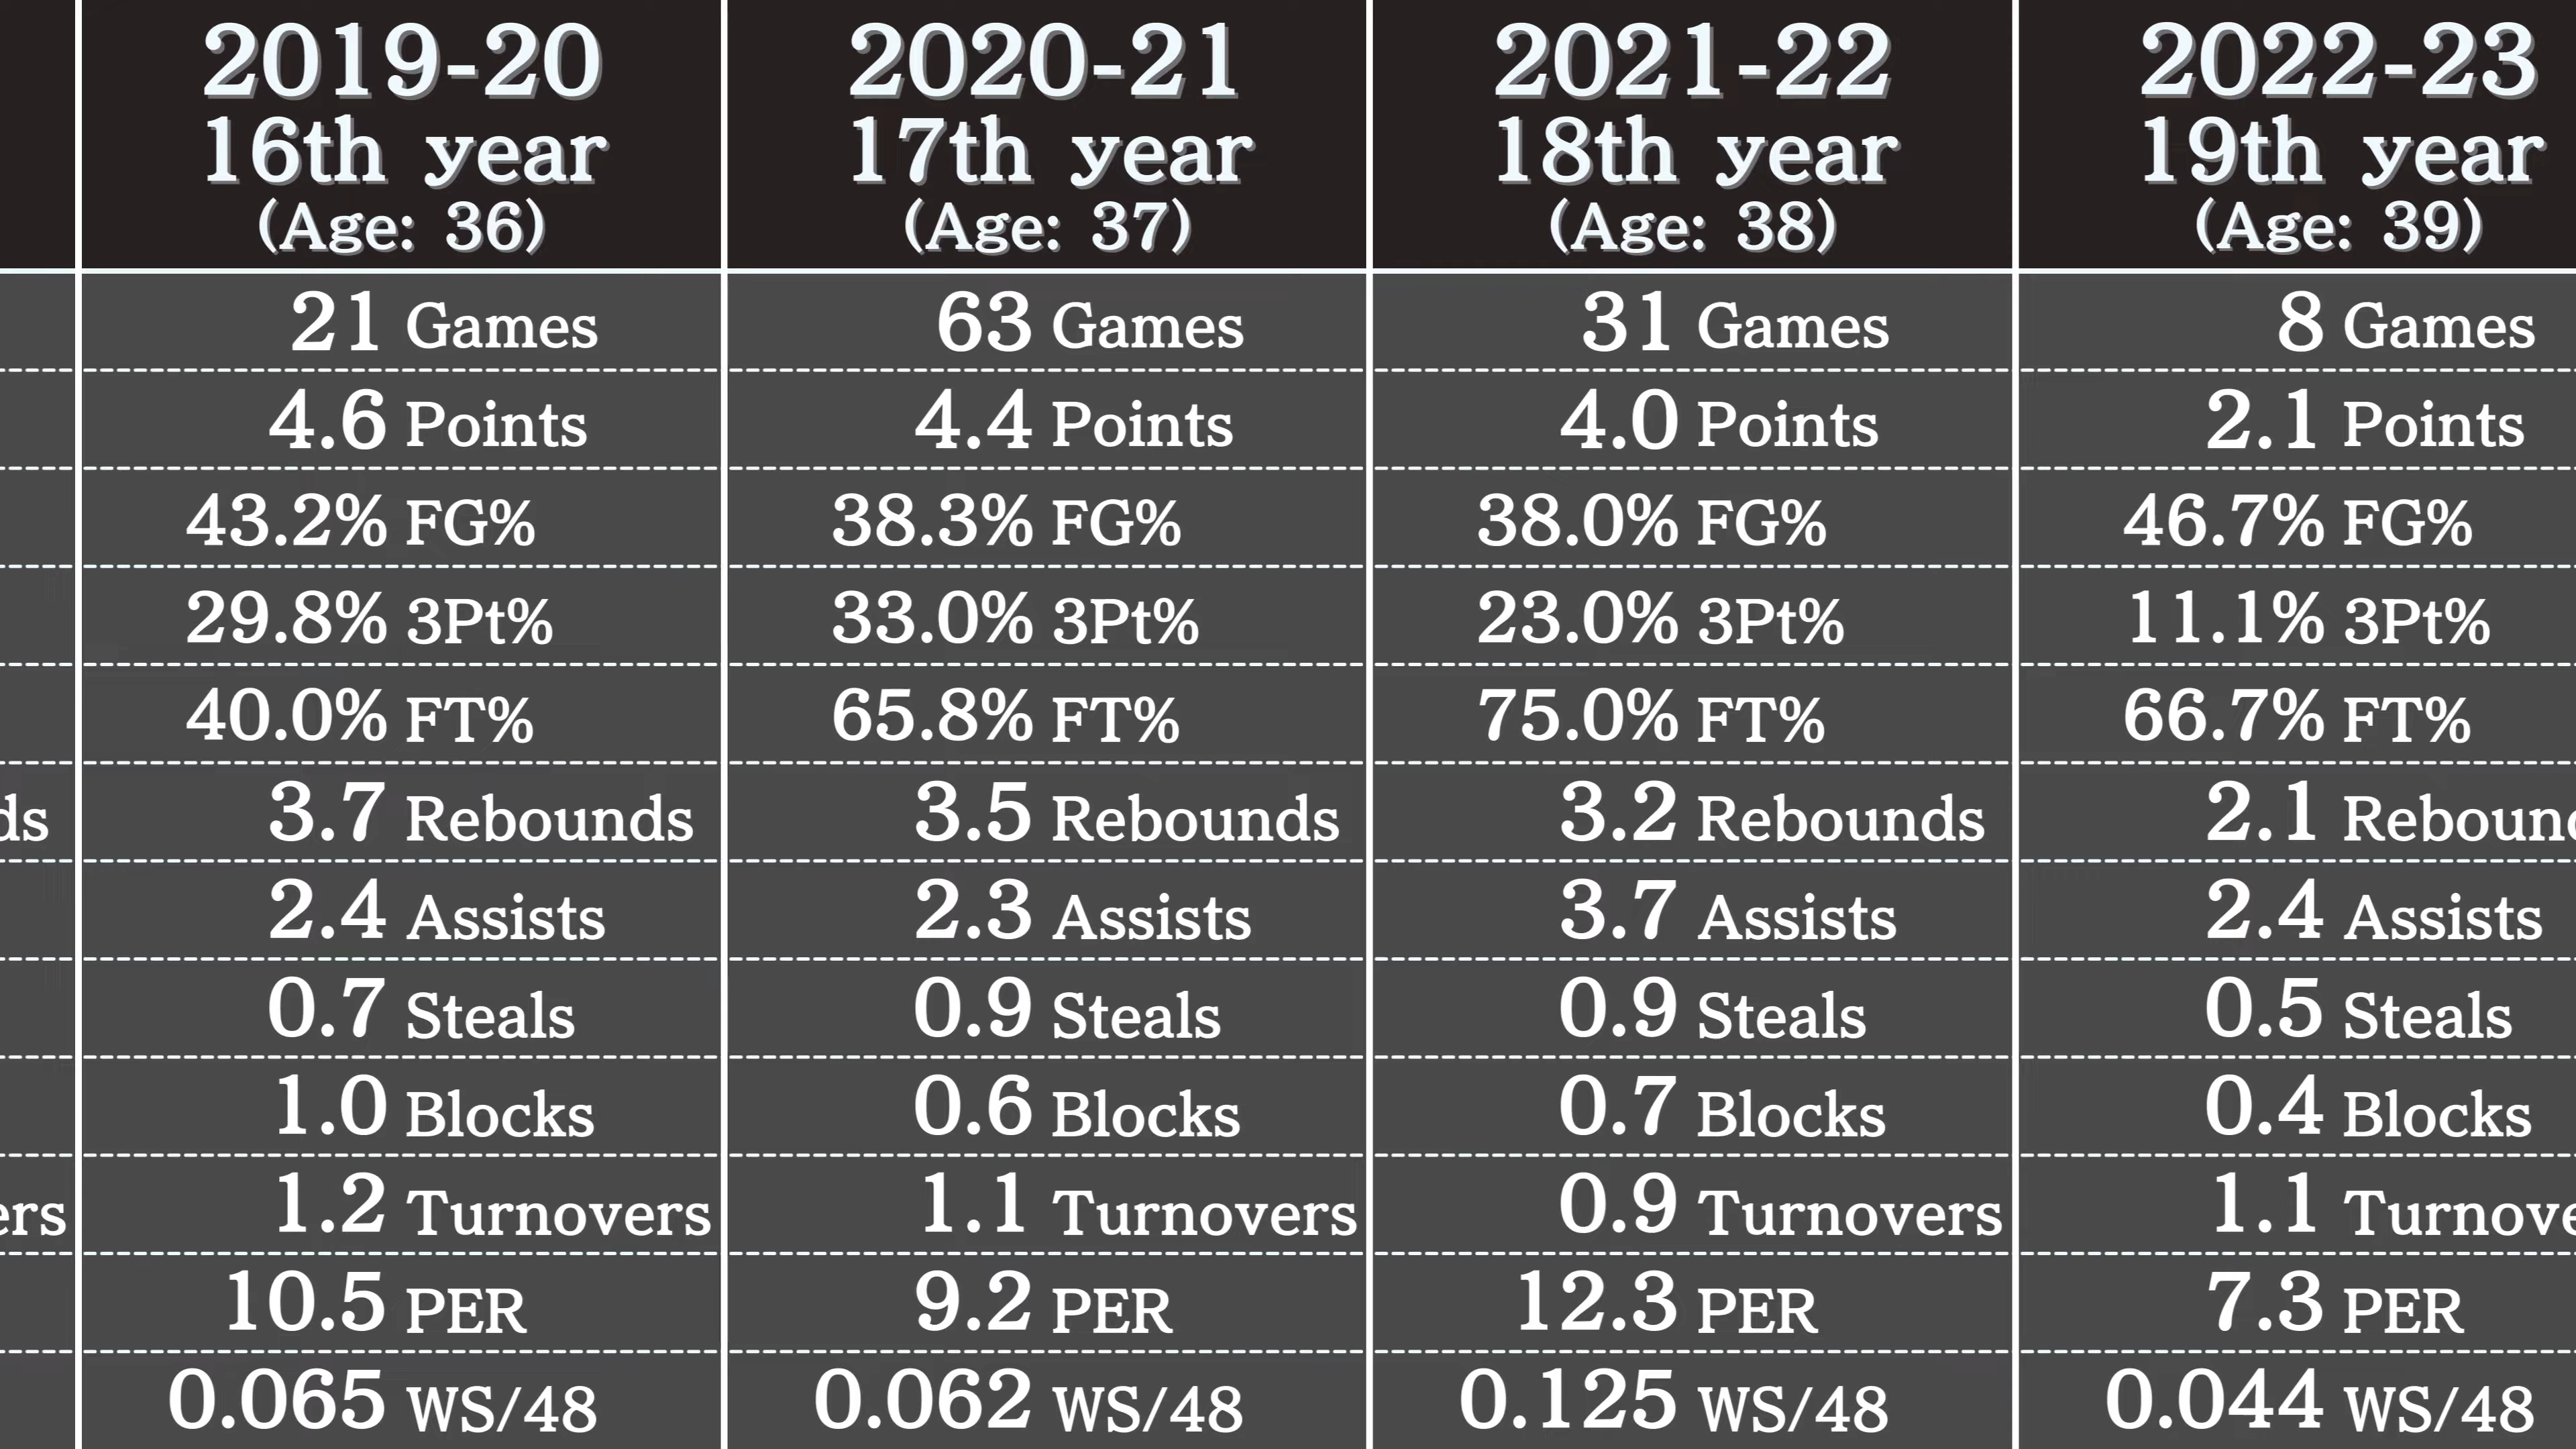 2019-20
16th year
(Age: 36)
2020-21
17th year
(Age: 37)
2021-22
18th year
(Age: 38)
2022-23
19th year
(Age: 39)
21 Games
63 Games
31 Games
8 Games
4.6 Points
4.4 Points
4.0 Points
2.1 Points
43.2% FG%
38.3% FG%
38.0% FG%
46.7% FG%
29.8% 3Pt%
33.0% 3Pt%
23.0% 3Pt%
11.1% 3Pt%
40.0% FT%
65.8% FT%
75.0% FT%
66.7% FT%
ds
3.7 Rebounds
3.5 Rebounds
3.2 Rebounds
2.1 Reboun
2.4 Assists
2.3 Assists
3.7 Assists
2.4 Assists
0.7 Steals
0.9 Steals
0.9 Steals
0.5 Steals
1.0 Blocks
0.6 Blocks
0.7 Blocks
0.4 Blocks
ers
1.2 Turnovers
1.1 Turnovers
0.9 Turnovers
1.1 Turnove
10.5 PER
9.2 PER
12.3 PER
7.3 PER
0.065 WS/48
0.062 WS/48
0.125 WS/48
0.044 WS/48